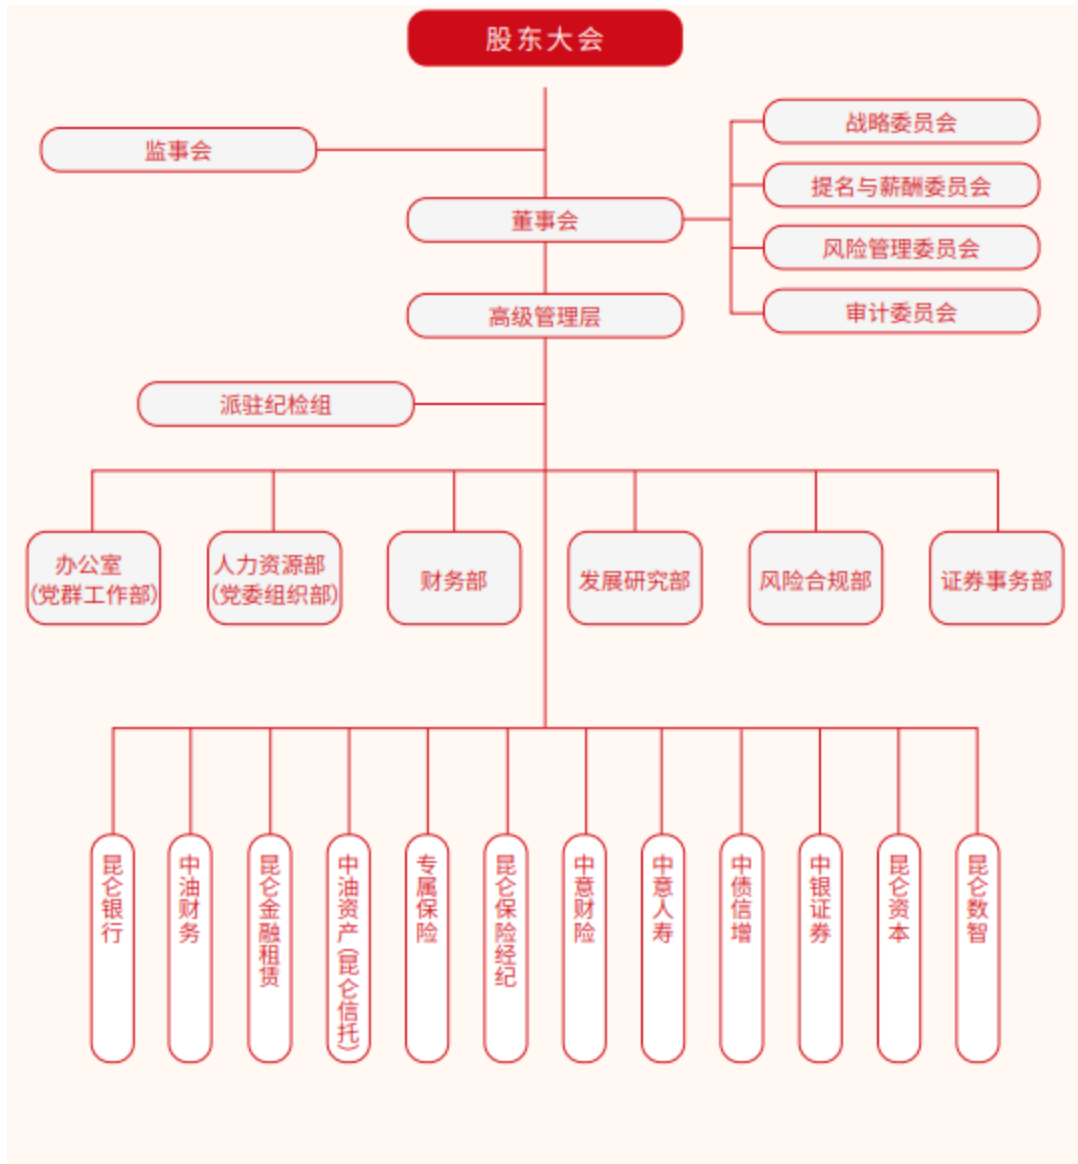 股东大会
监事会
战略委员会
提名与薪酬委员会
董事会
风险管理委员会
高级管理层
审计委员会
派驻纪检组
办公室
(党群工作部)
人力资源部
(党委组织部)
财务部
发展研究部
风险合规部
证券事务部
昆仑银行
中油财务
昆仑金融租赁
中油资产(昆仑信托)
专属保险
昆仑保险经纪
中意财险
中意人寿
中债信增
中银证券
昆仑资本
昆仑数智